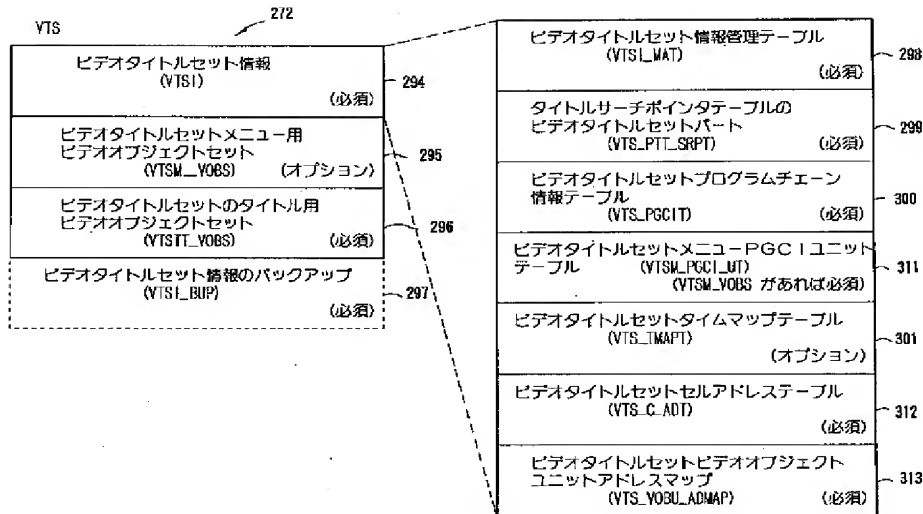 VTS
272
ビデオタイトルセット情報
(VTSI)
(必須)
294
ビデオタイトルセットメニュー用
ビデオオブジェクトセット
(VTSM_VOBS) (オプション)
295
ビデオタイトルセットのタイトル用
ビデオオブジェクトセット
(VTSTT_VOBS) (必須)
296
ビデオタイトルセット情報のバックアップ
(VTSI_BUP)
(必須)
297
ビデオタイトルセット情報管理テーブル
(VTSI_MAT)
(必須)
298
タイトルサーチポインタテーブルの
ビデオタイトルセットパート
(VTS_PTT_SRPT) (必須)
299
ビデオタイトルセットプログラムチェーン
情報テーブル
(VTS_PGCIT) (必須)
300
ビデオタイトルセットメニューPGCIユニット
テーブル (VTSM_PGCI_UT)
(VTSM_VOBS があれば必須)
311
ビデオタイトルセットタイムマップテーブル
(VTS_TMAPT)
(オプション)
301
ビデオタイトルセットセルアドレステーブル
(VTS_C_ADT)
(必須)
312
ビデオタイトルセットビデオオブジェクト
ユニットアドレスマップ
(VTS_VOBU_ADMAP) (必須)
313